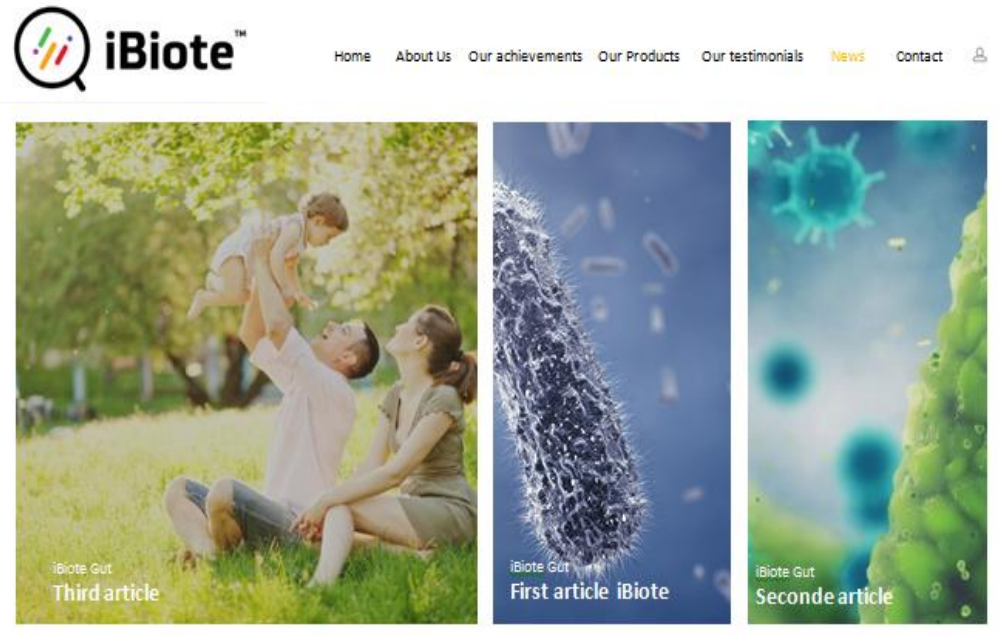 iBiote™
Home About Us Our achievements Our Products Our testimonials News Contact
iBiote Gut
Third article
iBiote Gut
First article iBiote
iBiote Gut
Seconde article